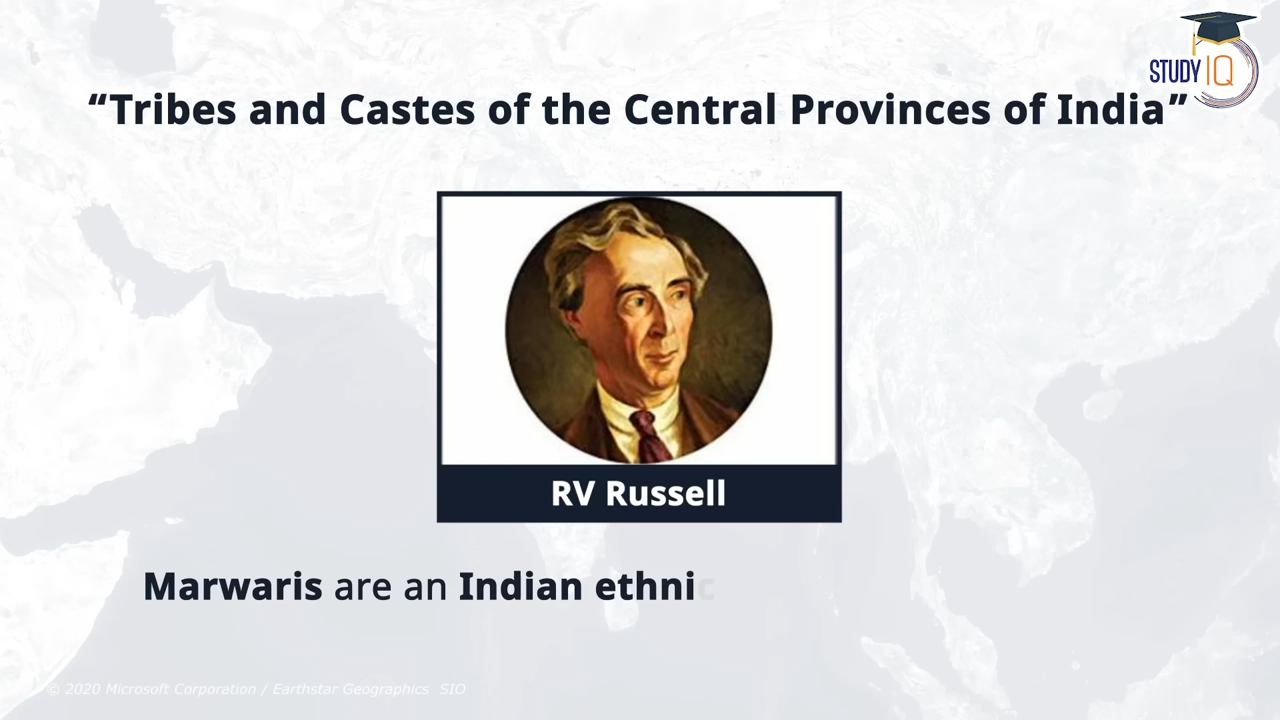 STUDY IQ
“Tribes and Castes of the Central Provinces of India”
RV Russell
Marwaris are an Indian ethnic
© 2020 Microsoft Corporation / Earthstar Geographics SIO